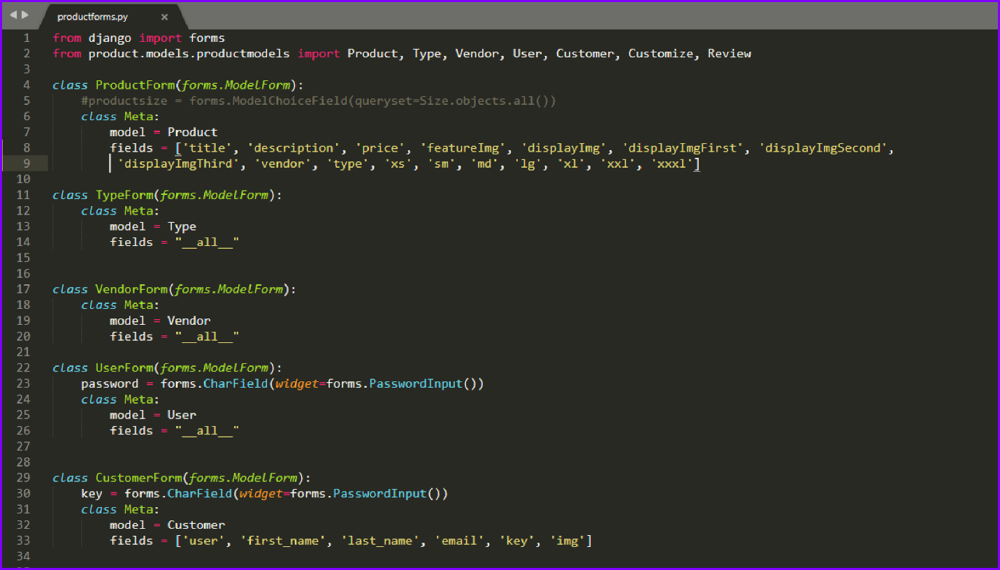 productforms.py ×
1 from django import forms
2 from product.models.productmodels import Product, Type, Vendor, User, Customer, Customize, Review
3
4 class ProductForm(forms.ModelForm):
5     #productsize = forms.ModelChoiceField(queryset=Size.objects.all())
6     class Meta:
7         model = Product
8         fields = ['title', 'description', 'price', 'featureImg', 'displayImg', 'displayImgFirst', 'displayImgSecond',
9          'displayImgThird', 'vendor', 'type', 'xs', 'sm', 'md', 'lg', 'xl', 'xxl', 'xxxl']
10
11 class TypeForm(forms.ModelForm):
12     class Meta:
13         model = Type
14         fields = "__all__"
15
16
17 class VendorForm(forms.ModelForm):
18     class Meta:
19         model = Vendor
20         fields = "__all__"
21
22 class UserForm(forms.ModelForm):
23     password = forms.CharField(widget=forms.PasswordInput())
24     class Meta:
25         model = User
26         fields = "__all__"
27
28
29 class CustomerForm(forms.ModelForm):
30     key = forms.CharField(widget=forms.PasswordInput())
31     class Meta:
32         model = Customer
33         fields = ['user', 'first_name', 'last_name', 'email', 'key', 'img']
34